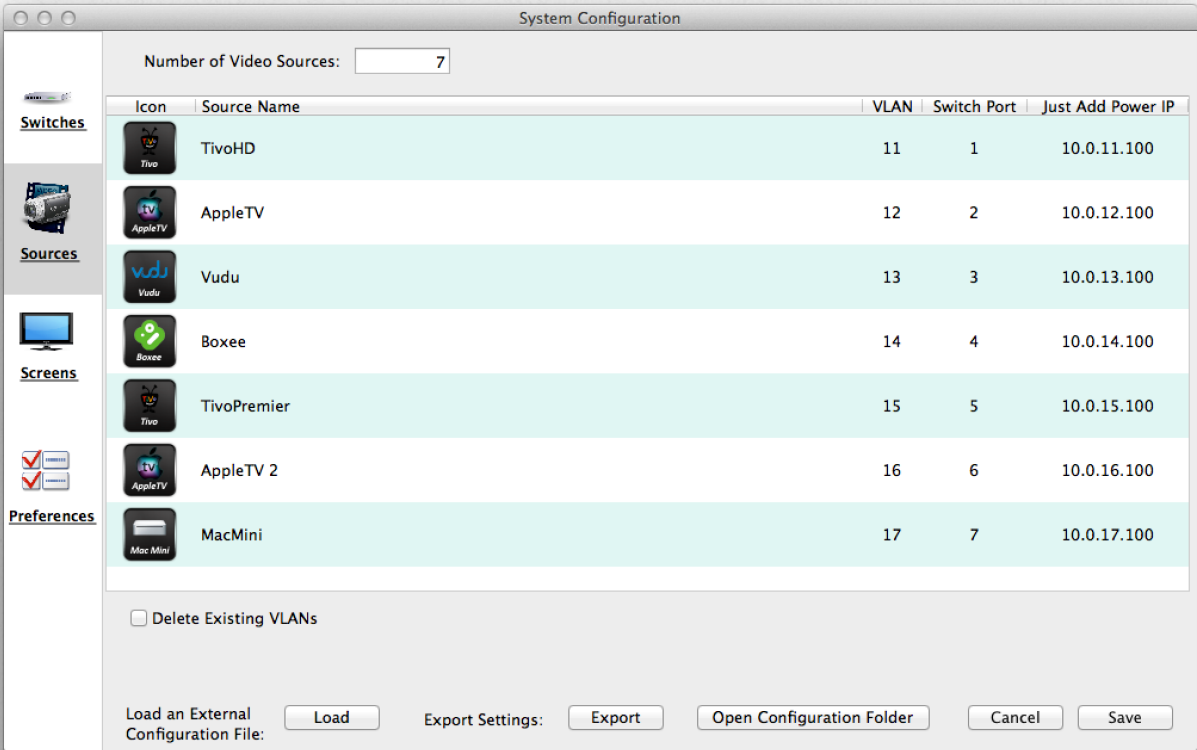 System Configuration
Number of Video Sources: 7
Switches
Sources
Screens
Preferences
Icon Source Name VLAN Switch Port Just Add Power IP
Tivo TivoHD 11 1 10.0.11.100
tv AppleTV AppleTV 12 2 10.0.12.100
vudu Vudu Vudu 13 3 10.0.13.100
Boxee Boxee 14 4 10.0.14.100
Tivo TivoPremier 15 5 10.0.15.100
tv AppleTV AppleTV 2 16 6 10.0.16.100
Mac Mini MacMini 17 7 10.0.17.100
Delete Existing VLANs
Load an External
Configuration File:
Load
Export Settings:
Export
Open Configuration Folder
Cancel
Save